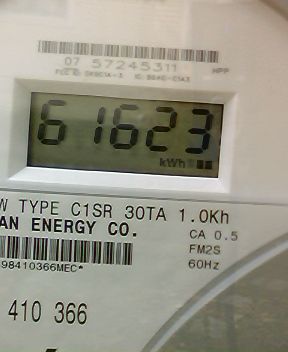 07 57245311
HPP
61623
kWh
W TYPE C1SR 30TA 1.0Kh
AN ENERGY CO.
CA 0.5
FM2S
60Hz
98410366MEC*
410 366